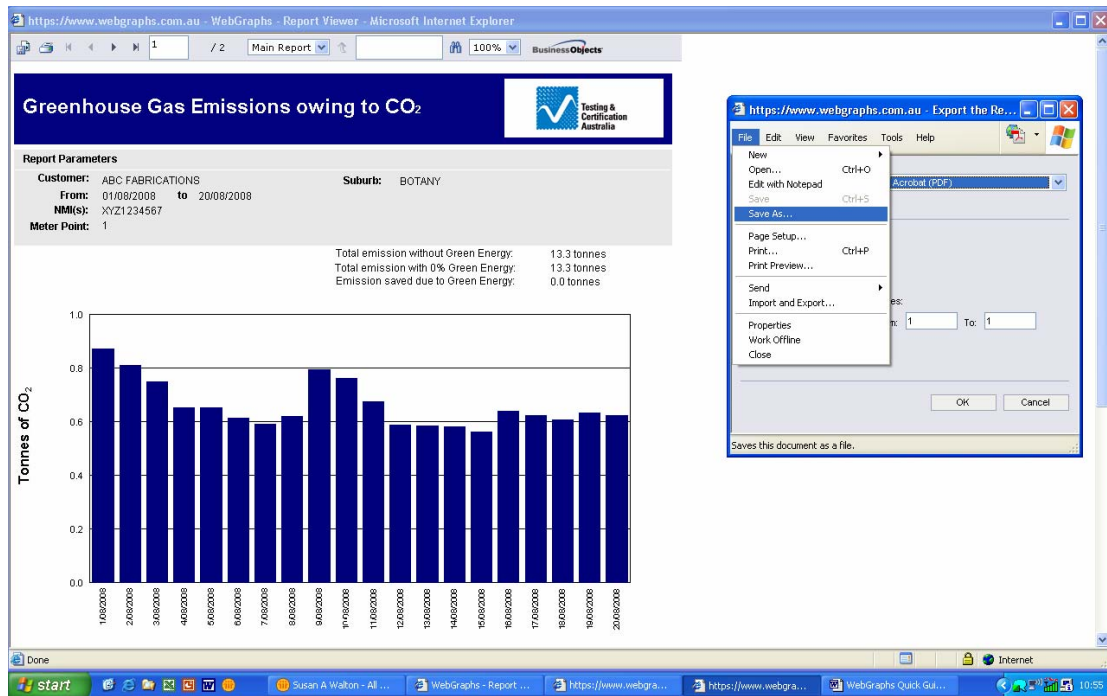 https://www.webgraphs.com.au - WebGraphs - Report Viewer - Microsoft Internet Explorer
1 / 2 Main Report 100% BusinessObjects
Greenhouse Gas Emissions owing to CO₂
Testing &
Certification
Australia
Report Parameters
Customer: ABC FABRICATIONS Suburb: BOTANY
From: 01/08/2008 to 20/08/2008
NMI(s): XYZ1234567
Meter Point: 1
Total emission without Green Energy: 13.3 tonnes
Total emission with 0% Green Energy: 13.3 tonnes
Emission saved due to Green Energy: 0.0 tonnes
Tonnes of CO₂
1.0
0.8
0.6
0.4
0.2
0.0
1/08/2008
2/08/2008
3/08/2008
4/08/2008
5/08/2008
6/08/2008
7/08/2008
8/08/2008
9/08/2008
10/08/2008
11/08/2008
12/08/2008
13/08/2008
14/08/2008
15/08/2008
16/08/2008
17/08/2008
18/08/2008
19/08/2008
20/08/2008
https://www.webgraphs.com.au - Export the Re...
File Edit View Favorites Tools Help
New
Open... Ctrl+O
Edit with Notepad
Save Ctrl+S
Save As...
Page Setup...
Print... Ctrl+P
Print Preview...
Send
Import and Export...
Properties
Work Offline
Close
Acrobat (PDF)
es:
1 To: 1
OK Cancel
Saves this document as a file.
Done Internet
start Susan A Walton - All ... WebGraphs - Report ... https://www.webgra... https://www.webgra... WebGraphs Quick Gui... 10:55